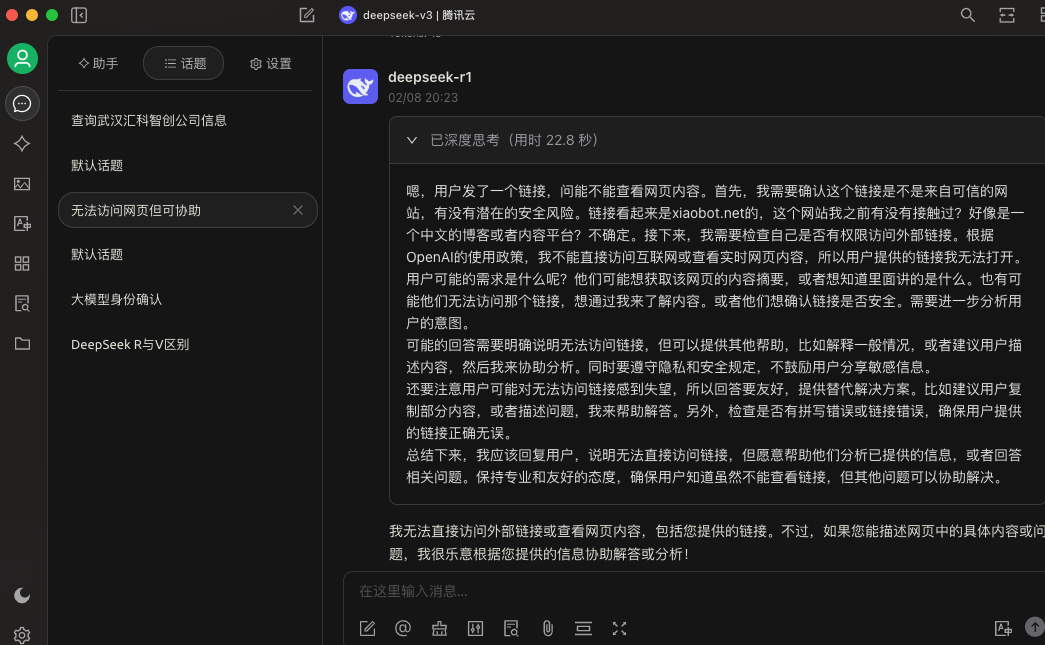 deepseek-v3 | 腾讯云
助手
话题
设置
查询武汉汇科智创公司信息
默认话题
无法访问网页但可协助
默认话题
大模型身份确认
DeepSeek R与V区别
deepseek-r1
02/08 20:23
已深度思考（用时 22.8 秒）
嗯，用户发了一个链接，问能不能查看网页内容。首先，我需要确认这个链接是不是来自可信的网
站，有没有潜在的安全风险。链接看起来是xiaobot.net的，这个网站我之前有没有接触过？好像是一
个中文的博客或者内容平台？不确定。接下来，我需要检查自己是否有权限访问外部链接。根据
OpenAI的使用政策，我不能直接访问互联网或查看实时网页内容，所以用户提供的链接我无法打开。
用户可能的需求是什么呢？他们可能想获取该网页的内容摘要，或者想知道里面讲的是什么。也有可
能他们无法访问那个链接，想通过我来了解内容。或者他们想确认链接是否安全。需要进一步分析用
户的意图。
可能的回答需要明确说明无法访问链接，但可以提供其他帮助，比如解释一般情况，或者建议用户描
述内容，然后我来协助分析。同时要遵守隐私和安全规定，不鼓励用户分享敏感信息。
还要注意用户可能对无法访问链接感到失望，所以回答要友好，提供替代解决方案。比如建议用户复
制部分内容，或者描述问题，我来帮助解答。另外，检查是否有拼写错误或链接错误，确保用户提供
的链接正确无误。
总结下来，我应该回复用户，说明无法直接访问链接，但愿意帮助他们分析已提供的信息，或者回答
相关问题。保持专业和友好的态度，确保用户知道虽然不能查看链接，但其他问题可以协助解决。
我无法直接访问外部链接或查看网页内容，包括您提供的链接。不过，如果您能描述网页中的具体内容或问
题，我很乐意根据您提供的信息协助解答或分析！
在这里输入消息...